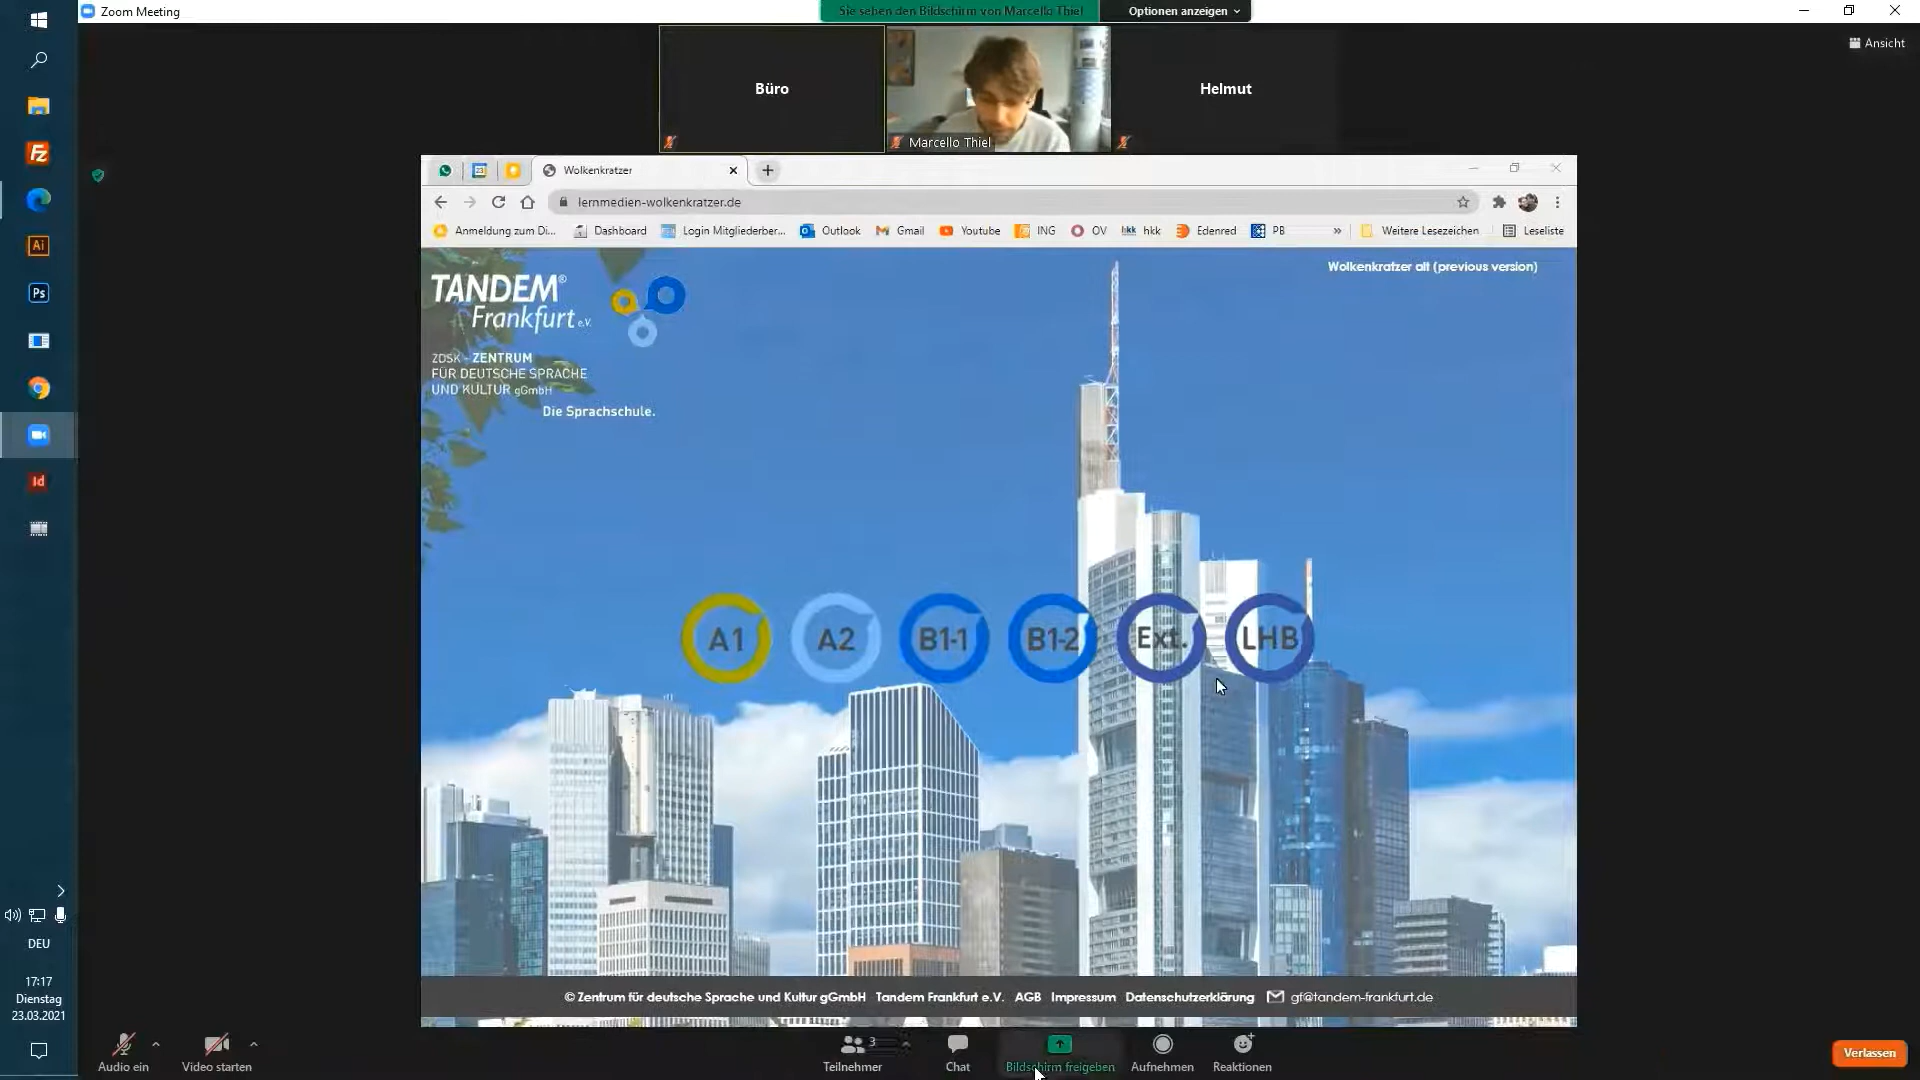 Zoom Meeting
Sie sehen den Bildschirm von Marcello Thiel
Optionen anzeigen
Ansicht
Büro
Helmut
Marcello Thiel
Wolkenkratzer
lernmedien-wolkenkratzer.de
Anmeldung zum Di...
Dashboard
Login Mitgliederber...
Outlook
Gmail
Youtube
ING
OV
hkk
hkk
Edenred
PB
»
Weitere Lesezeichen
Leseliste
TANDEM®
Frankfurt e.V.
Wolkenkratzer alt (previous version)
ZDSK - ZENTRUM
FÜR DEUTSCHE SPRACHE
UND KULTUR gGmbH
Die Sprachschule.
A1 A2 B1-1 B1-2 Ext. LHB
© Zentrum für deutsche Sprache und Kultur gGmbH Tandem Frankfurt e.V. AGB Impressum Datenschutzerklärung gf@tandem-frankfurt.de
Fz
Ai
Ps
Id
DEU
17:17
Dienstag
23.03.2021
Audio ein
Video starten
3
Teilnehmer
Chat
Bildschirm freigeben
Aufnehmen
Reaktionen
Verlassen